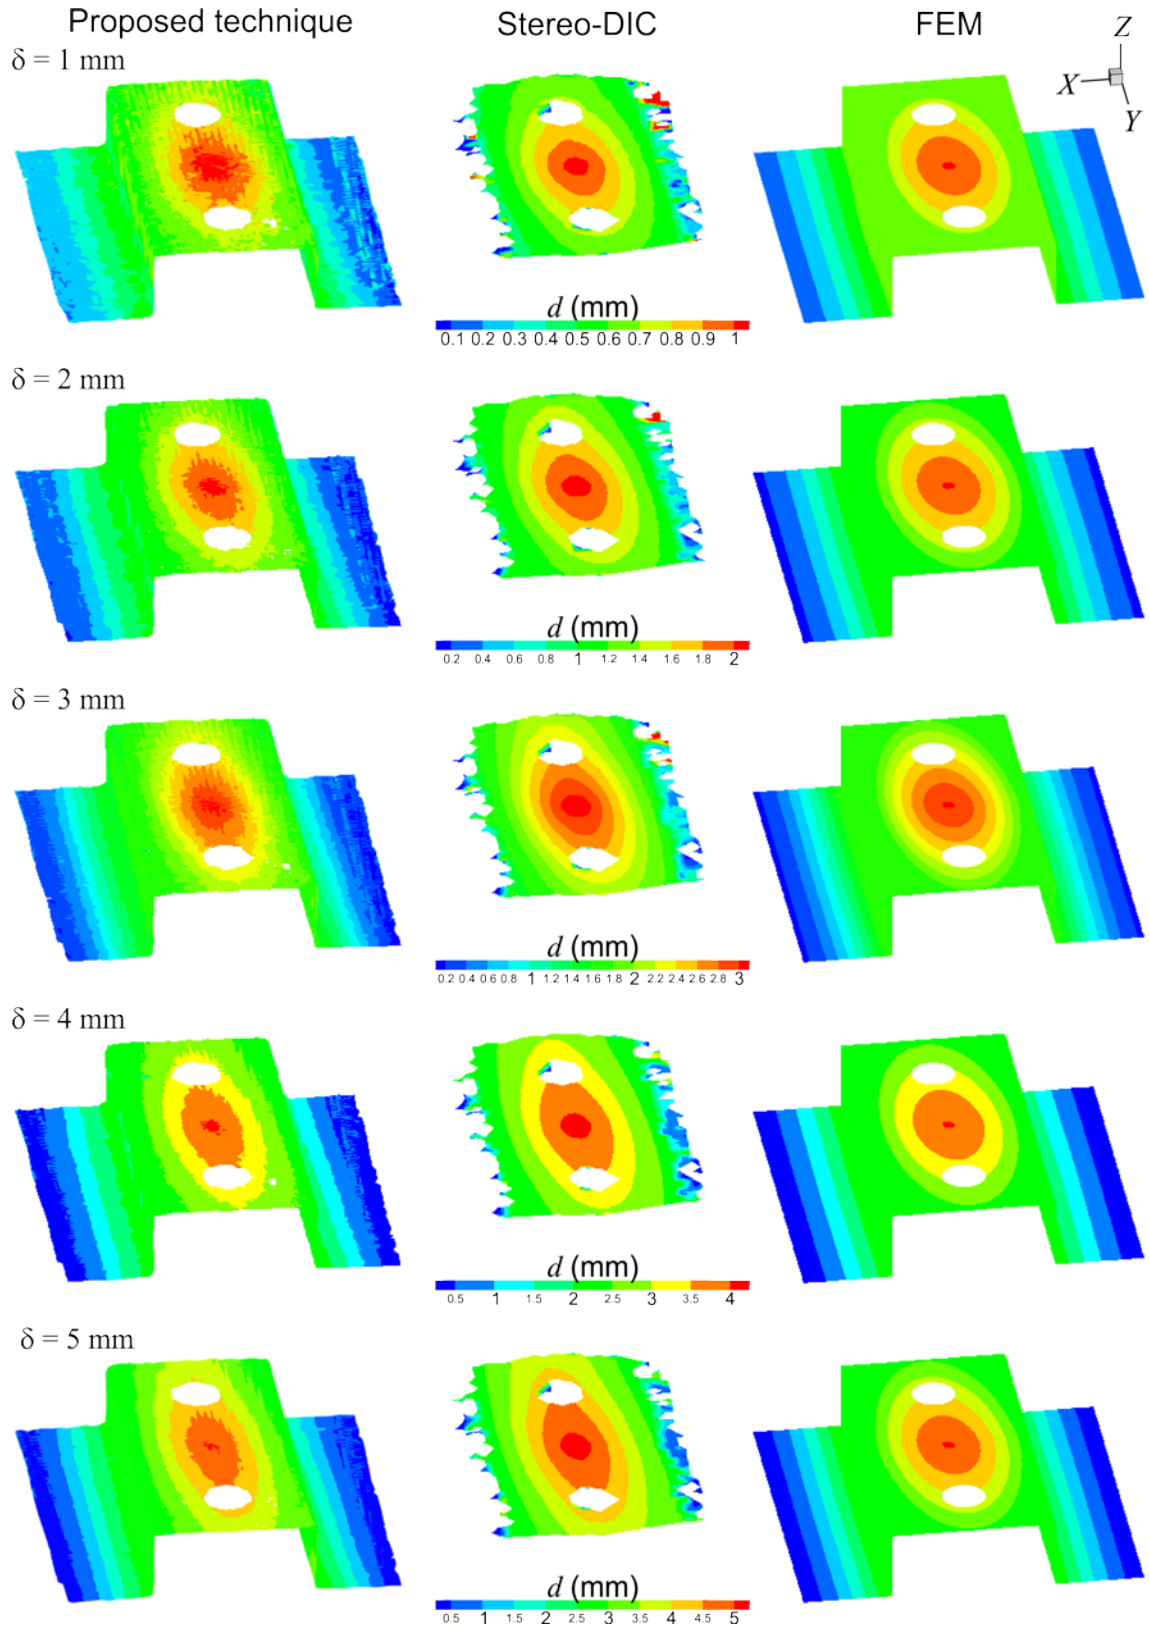 Proposed technique Stereo-DIC FEM
δ = 1 mm
Z
X
Y
d (mm)
0.1 0.2 0.3 0.4 0.5 0.6 0.7 0.8 0.9 1
δ = 2 mm
d (mm)
0.2 0.4 0.6 0.8 1 1.2 1.4 1.6 1.8 2
δ = 3 mm
d (mm)
0.2 0.4 0.6 0.8 1 1.2 1.4 1.6 1.8 2 2.2 2.4 2.6 2.8 3
δ = 4 mm
d (mm)
0.5 1 1.5 2 2.5 3 3.5 4
δ = 5 mm
d (mm)
0.5 1 1.5 2 2.5 3 3.5 4 4.5 5